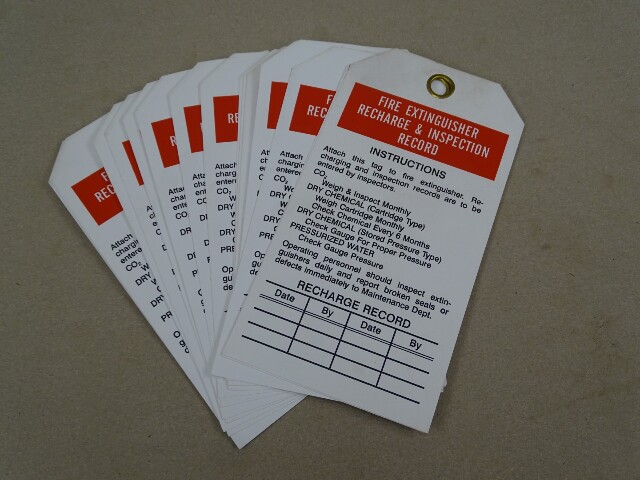 FIRE EXTINGUISHER
RECHARGE & INSPECTION
RECORD
INSTRUCTIONS
Attach this tag to fire extinguisher. Re-
charging and inspection records are to be
entered by inspectors.
CO2
Weigh & Inspect Monthly
DRY CHEMICAL (Cartridge Type)
Weigh Cartridge Monthly
Check Chemical Every 6 Months
DRY CHEMICAL (Stored Pressure Type)
Check Gauge For Proper Pressure
PRESSURIZED WATER
Check Gauge Pressure
Operating personnel should inspect extin-
guishers daily and report broken seals or
defects immediately to Maintenance Dept.
RECHARGE RECORD
Date By Date By